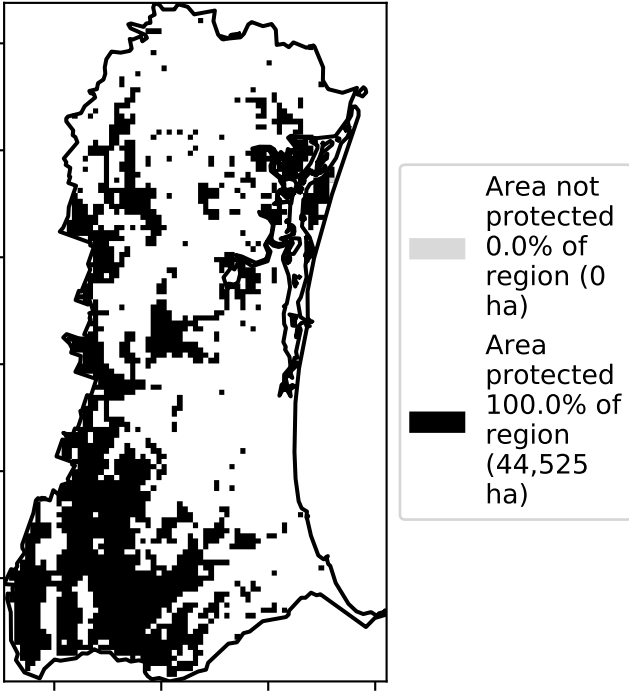 Area not
protected
0.0% of
region (0
ha)
Area
protected
100.0% of
region
(44,525
ha)